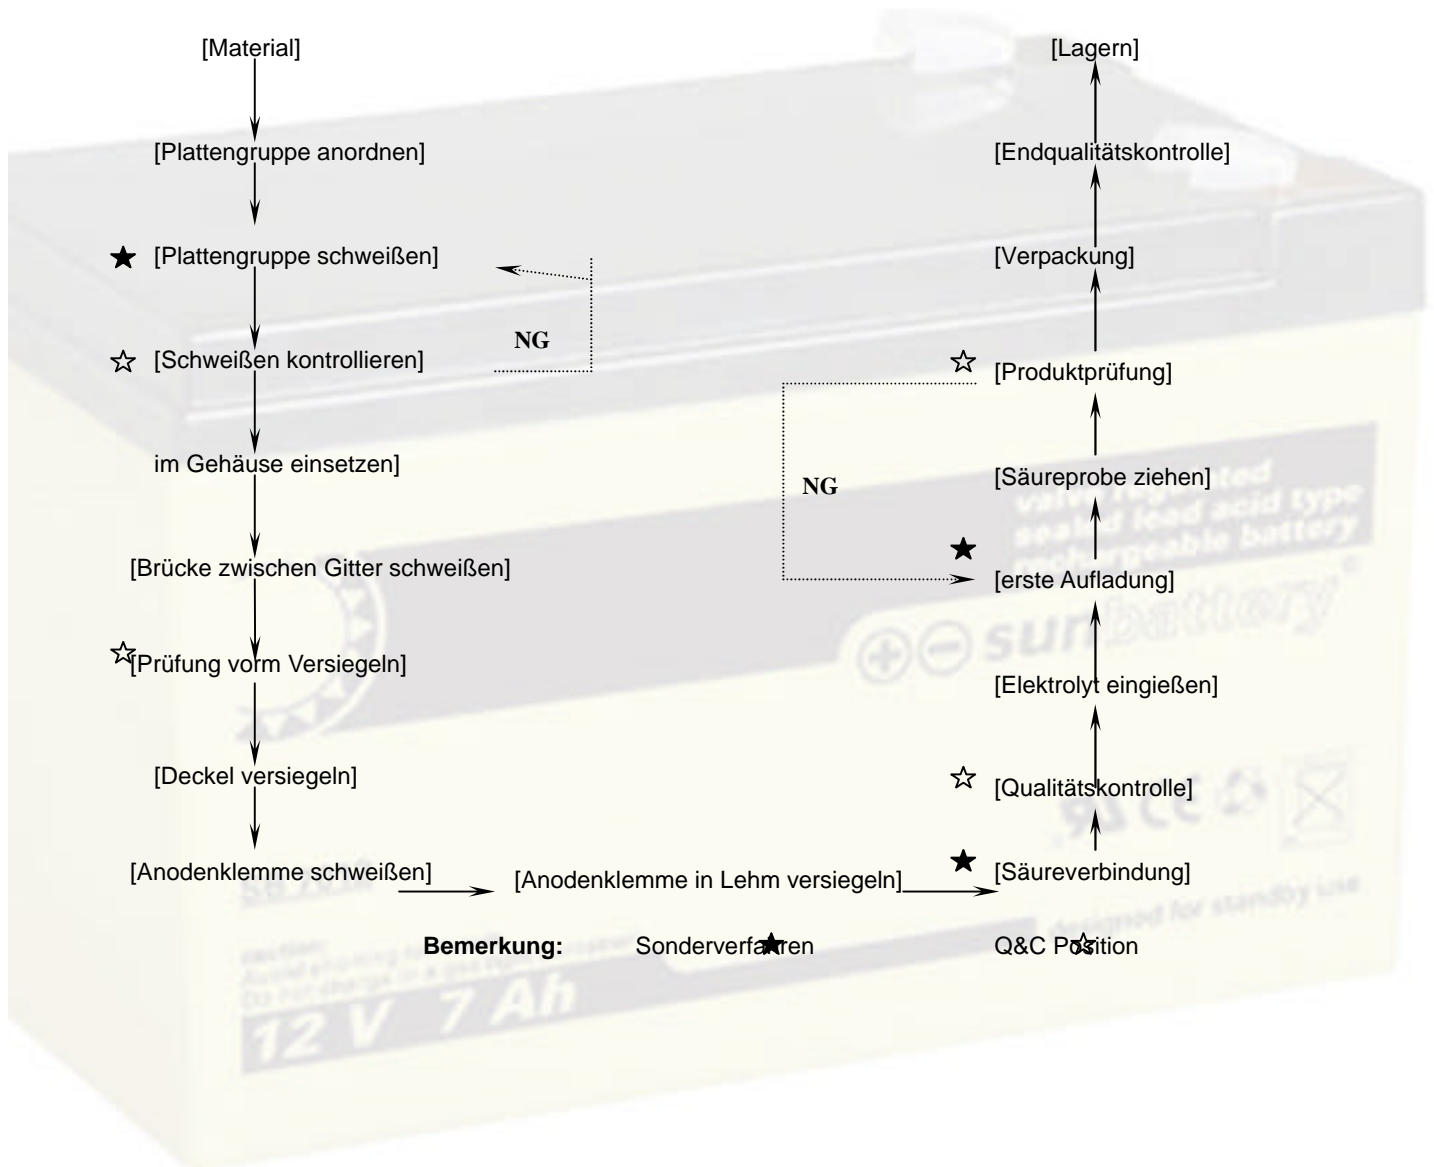 [Material]
[Plattengruppe anordnen]
★ [Plattengruppe schweißen]
NG
☆ [Schweißen kontrollieren]
im Gehäuse einsetzen]
[Brücke zwischen Gitter schweißen]
☆ [Prüfung vorm Versiegeln]
[Deckel versiegeln]
[Anodenklemme schweißen]
[Anodenklemme in Lehm versiegeln]
★ [Säureverbindung]
☆ [Qualitätskontrolle]
[Elektrolyt eingießen]
★ [erste Aufladung]
NG
[Säureprobe ziehen]
☆ [Produktprüfung]
[Verpackung]
[Endqualitätskontrolle]
[Lagern]
Bemerkung: Sonderverfahren ★ Q&C Position ☆
valve regulated
sealed lead acid type
rechargeable battery
sunbattery
designed for standby use
12 V 7 Ah